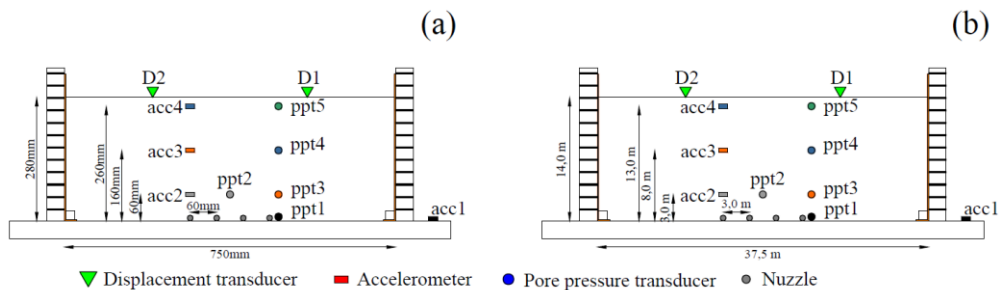 (a)
D2
D1
acc4
ppt5
acc3
ppt4
ppt2
acc2
ppt3
60mm
ppt1
acc1
280mm
260mm
160mm
60mm
750mm
(b)
D2
D1
acc4
ppt5
acc3
ppt4
ppt2
acc2
ppt3
3,0 m
ppt1
acc1
14,0 m
13,0 m
8,0 m
3,0 m
37,5 m
Displacement transducer
Accelerometer
Pore pressure transducer
Nuzzle